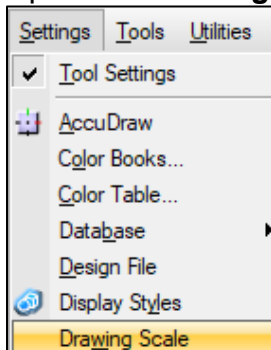 Settings Tools Utilities
Tool Settings
AccuDraw
Color Books...
Color Table...
Database
Design File
Display Styles
Drawing Scale